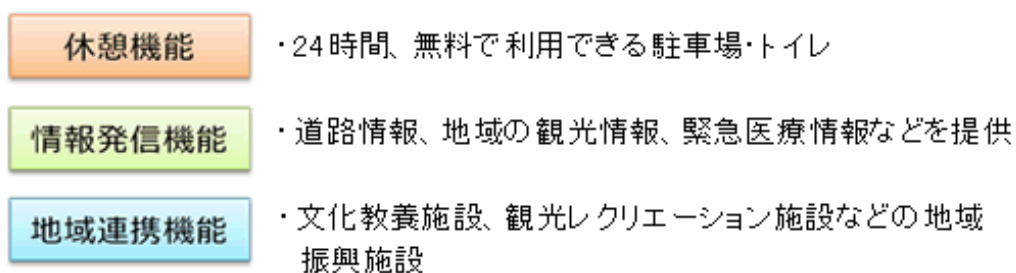 休憩機能 ・24時間、無料で利用できる駐車場・トイレ
情報発信機能 ・道路情報、地域の観光情報、緊急医療情報などを提供
地域連携機能 ・文化教養施設、観光レクリエーション施設などの地域
振興施設